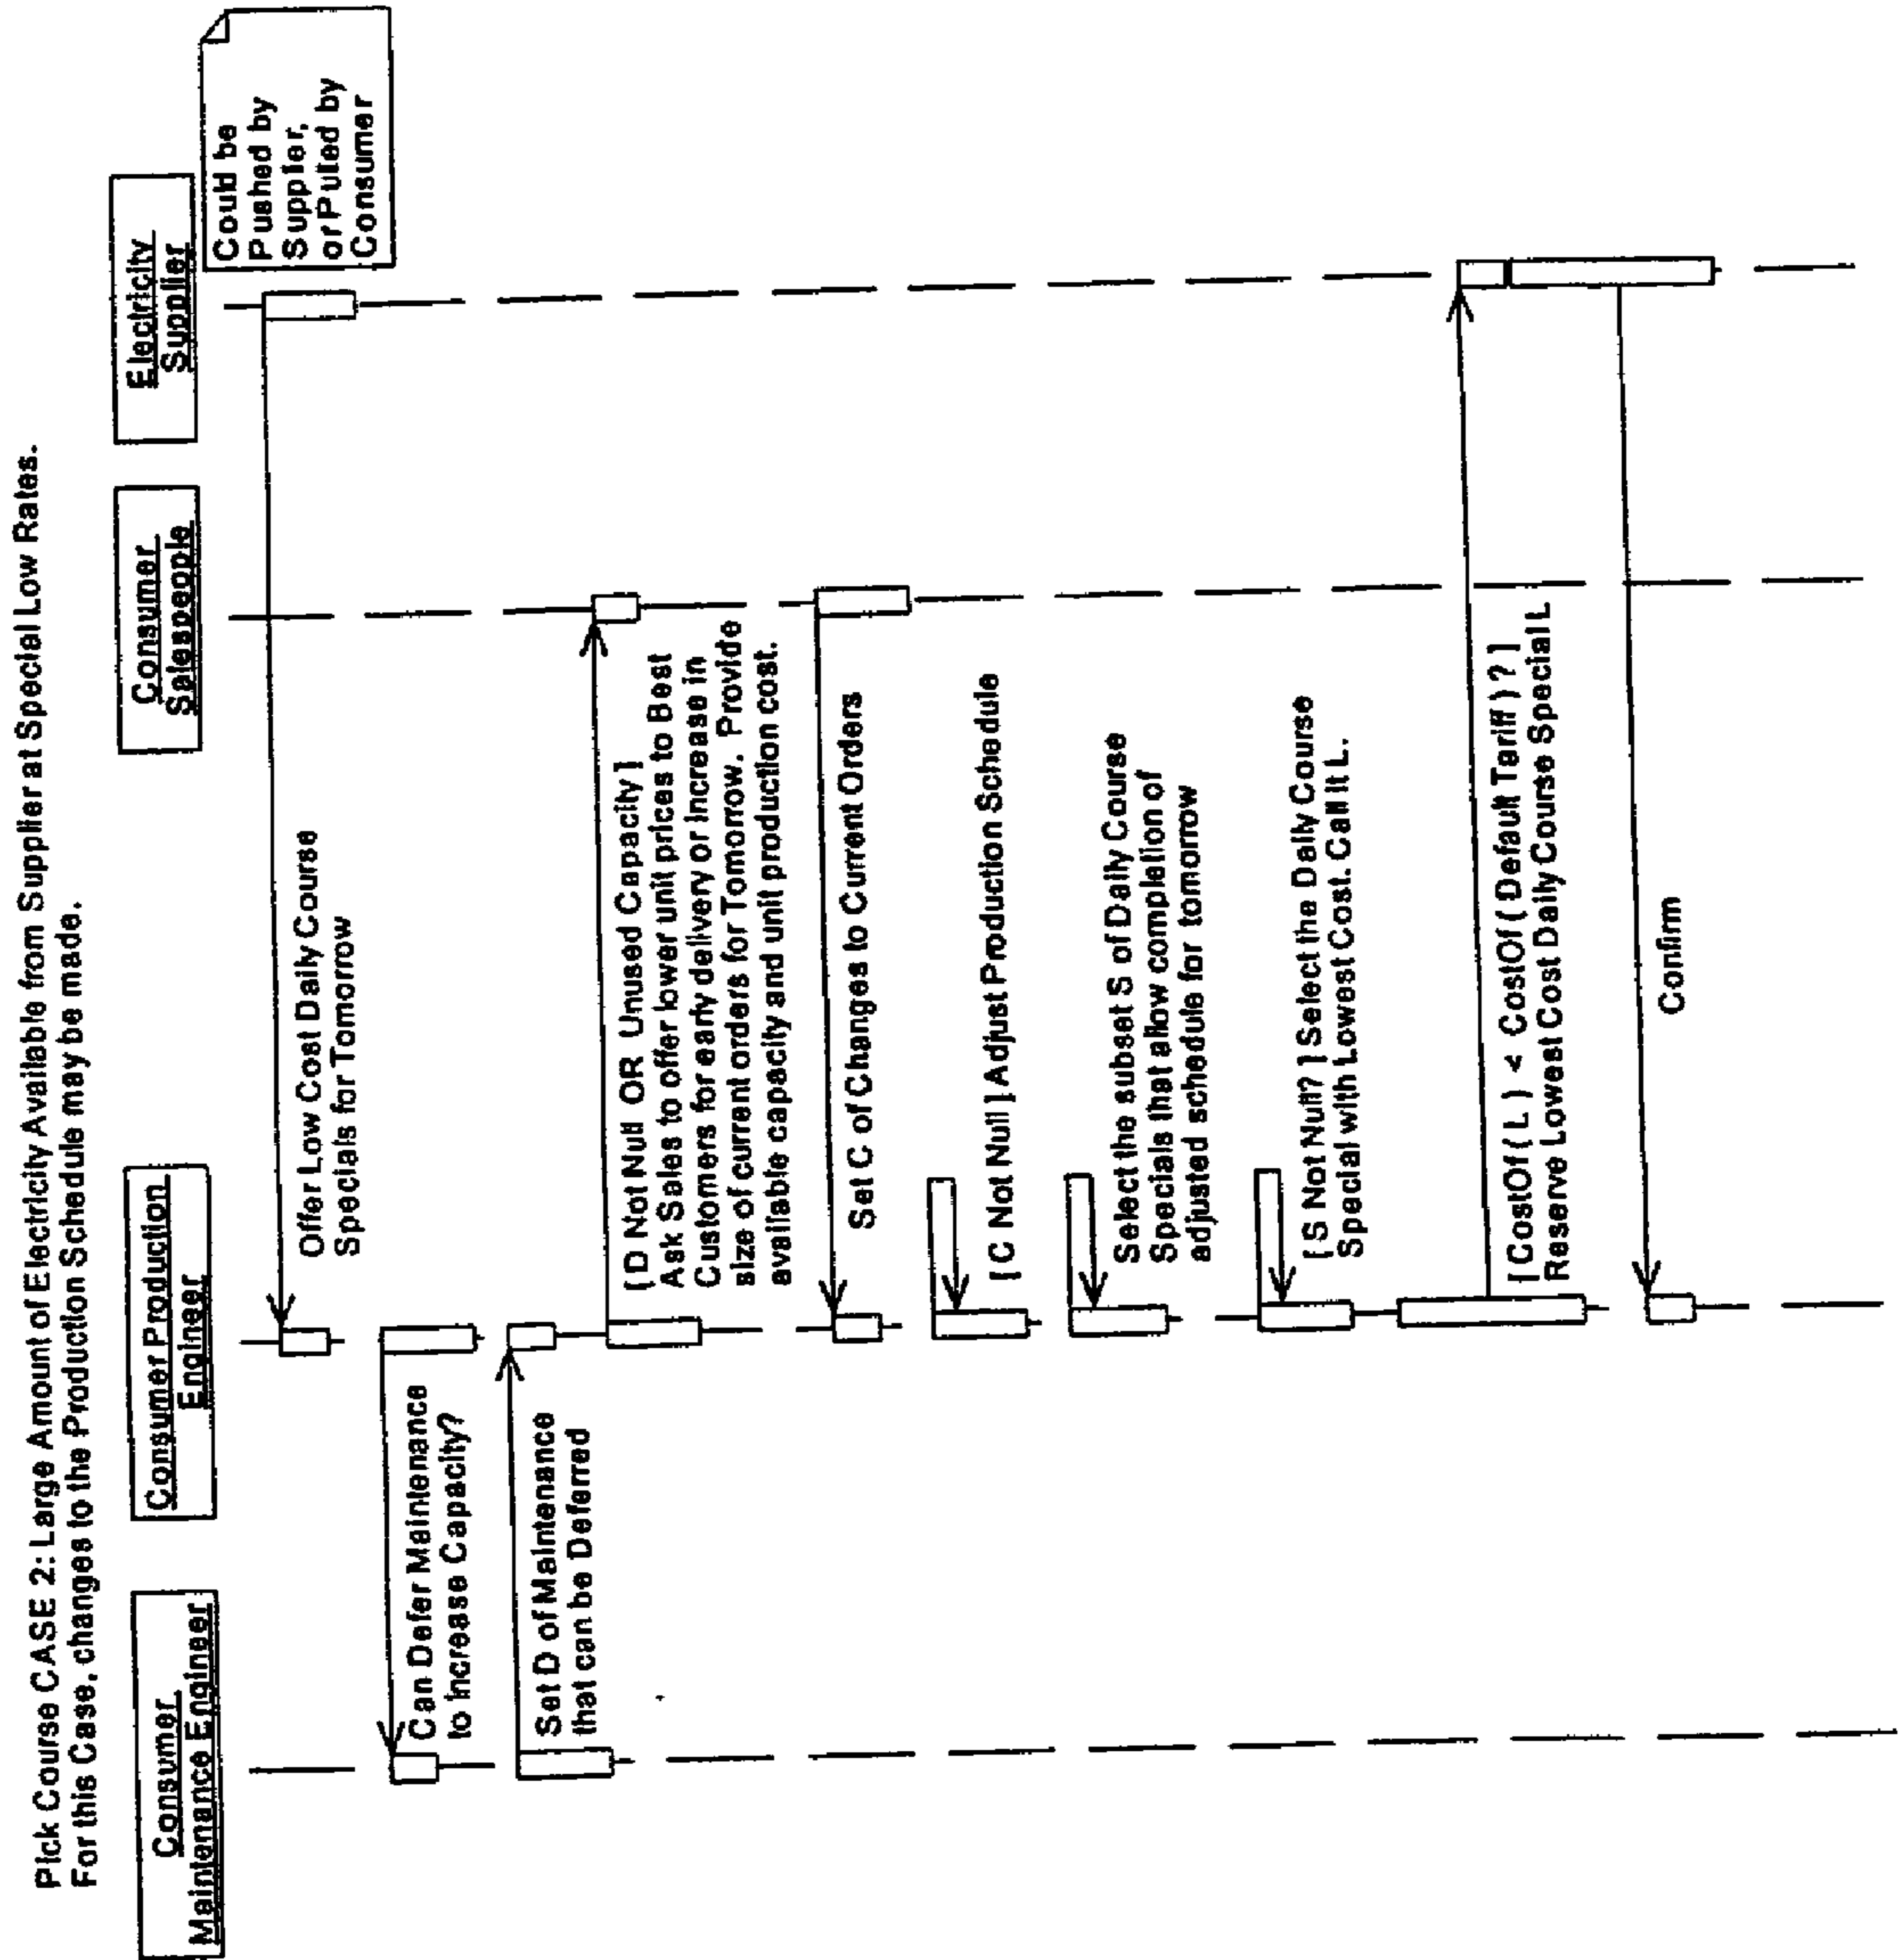 Pick Course CASE 2: Large Amount of Electricity Available from Supplier at Special Low Rates.
For this Case, changes to the Production Schedule may be made.
Consumer
Maintenance Engineer
Consumer Production
Engineer
Consumer
Salespeople
Electricity
Supplier
Could be
Pushed by
Supplier,
or Pulled by
Consumer
Offer Low Cost Daily Course
Specials for Tomorrow
Can Defer Maintenance
to Increase Capacity?
Set D of Maintenance
that can be Deferred
[D Not Null OR Unused Capacity]
Ask Sales to offer lower unit prices to Best
Customers for early delivery or increase in
size of current orders for Tomorrow. Provide
available capacity and unit production cost.
Set C of Changes to Current Orders
[C Not Null] Adjust Production Schedule
Select the subset S of Daily Course
Specials that allow completion of
adjusted schedule for tomorrow
[S Not Null?] Select the Daily Course
Special with Lowest Cost. Call it L.
[CostOf(L) < CostOf(Default Tariff)?]
Reserve Lowest Cost Daily Course Special L
Confirm